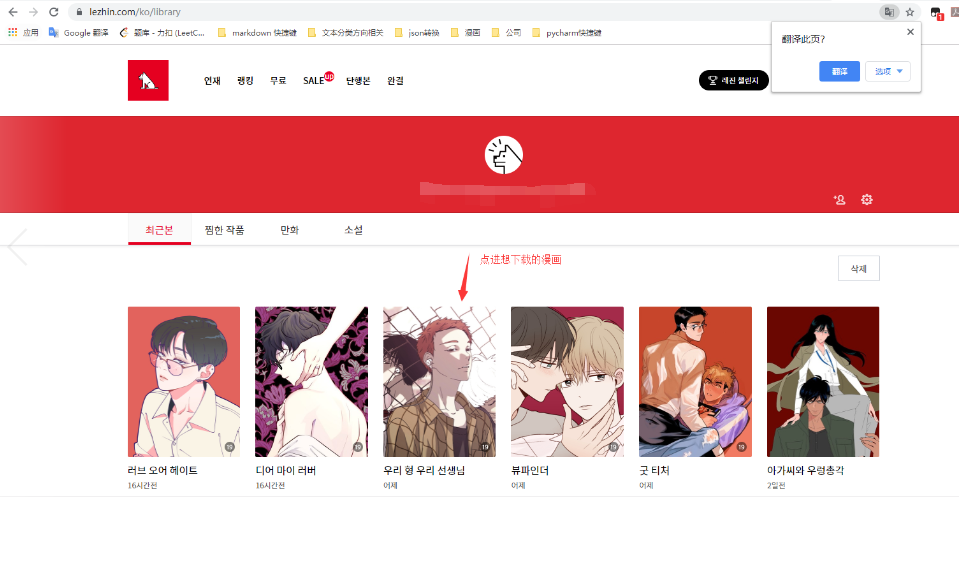 lezhin.com/ko/library
应用 Google 翻译 题库 - 力扣 (LeetC... markdown 快捷键 文本分类方向相关 json转换 漫画 公司 pycharm快捷键
翻译此页?
翻译 选项
연재 랭킹 무료 SALE up 단행본 완결
레진 챌린지
최근본 찜한 작품 만화 소설
点进想下载的漫画
삭제
19 19 19 19 19
러브 오어 헤이트 디어 마이 러버 우리 형 우리 선생님 뷰파인더 굿 티처 아가씨와 우렁총각
16시간전 16시간전 어제 어제 어제 2일전